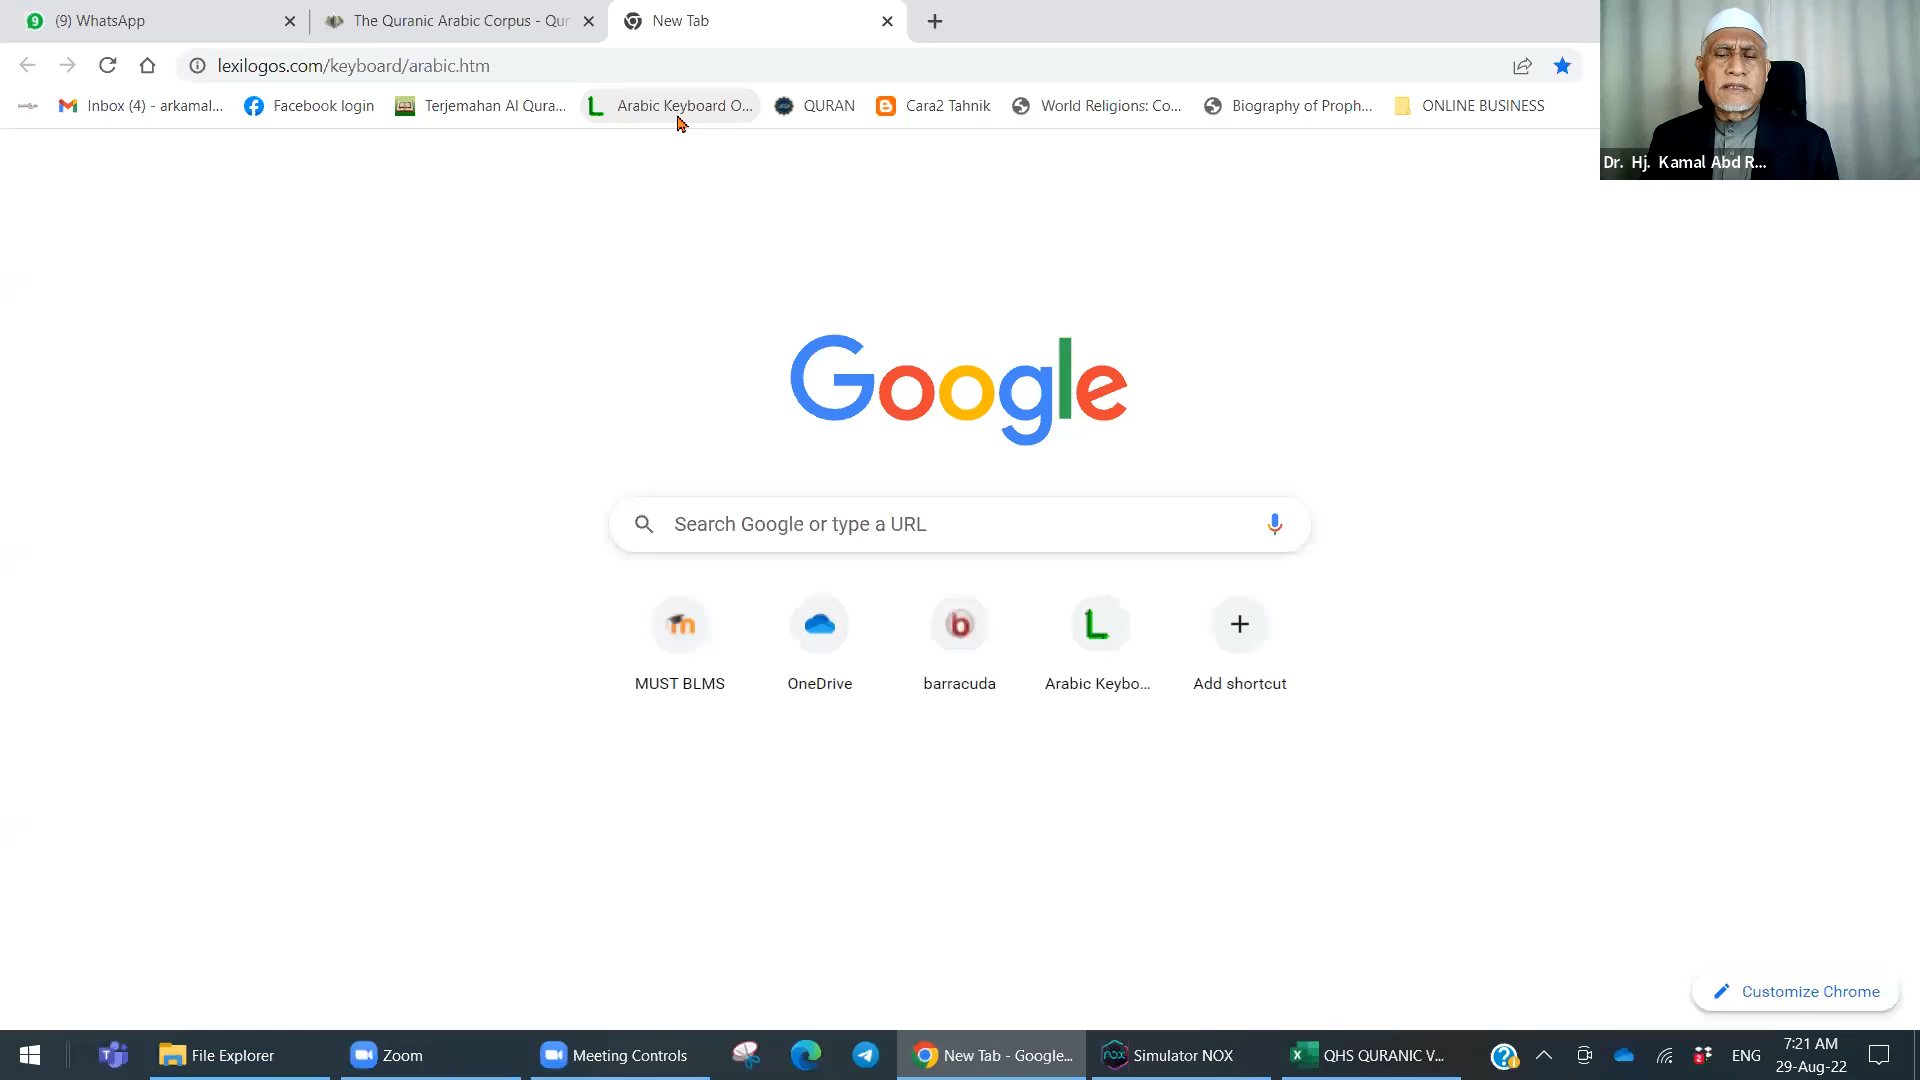 (9) WhatsApp
The Quranic Arabic Corpus - Qur
New Tab
lexilogos.com/keyboard/arabic.htm
Inbox (4) - arkamal...
Facebook login
Terjemahan Al Qura...
Arabic Keyboard O...
QURAN
Cara2 Tahnik
World Religions: Co...
Biography of Proph...
ONLINE BUSINESS
Dr. Hj. Kamal Abd R...
Google
Search Google or type a URL
MUST BLMS
OneDrive
barracuda
Arabic Keybo...
Add shortcut
Customize Chrome
File Explorer
Zoom
Meeting Controls
New Tab - Google...
Simulator NOX
QHS QURANIC V...
ENG
7:21 AM
29-Aug-22